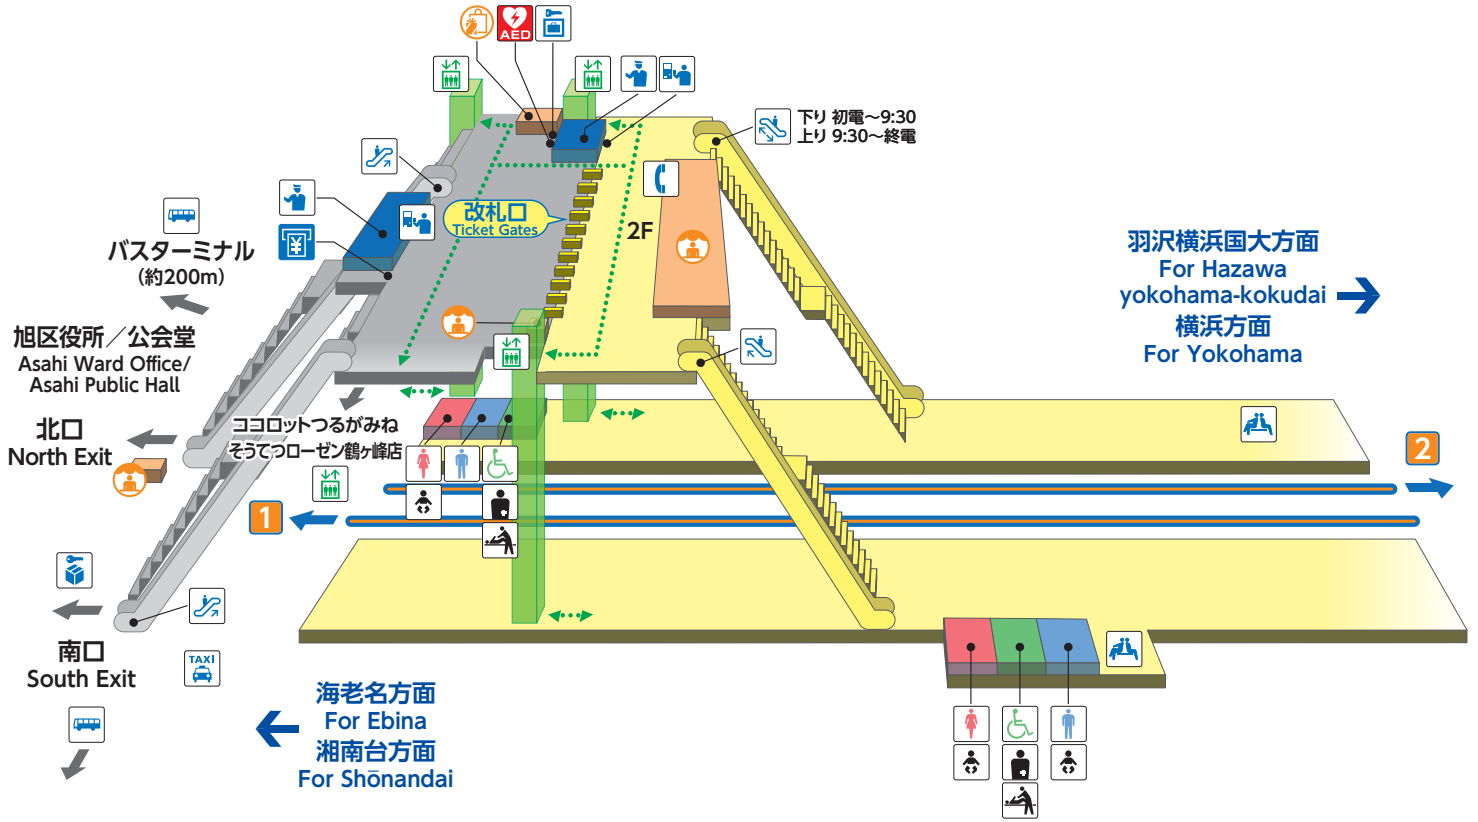 AED
下り 初電～9:30
上り 9:30～終電
改札口
Ticket Gates
2F
バスターミナル
(約200m)
旭区役所／公会堂
Asahi Ward Office/
Asahi Public Hall
北口
North Exit
ココロットつるがみね
そうてつローゼン鶴ヶ峰店
羽沢横浜国大方面
For Hazawa
yokohama-kokudai
横浜方面
For Yokohama
2
1
南口
South Exit
TAXI
海老名方面
For Ebina
湘南台方面
For Shōnandai